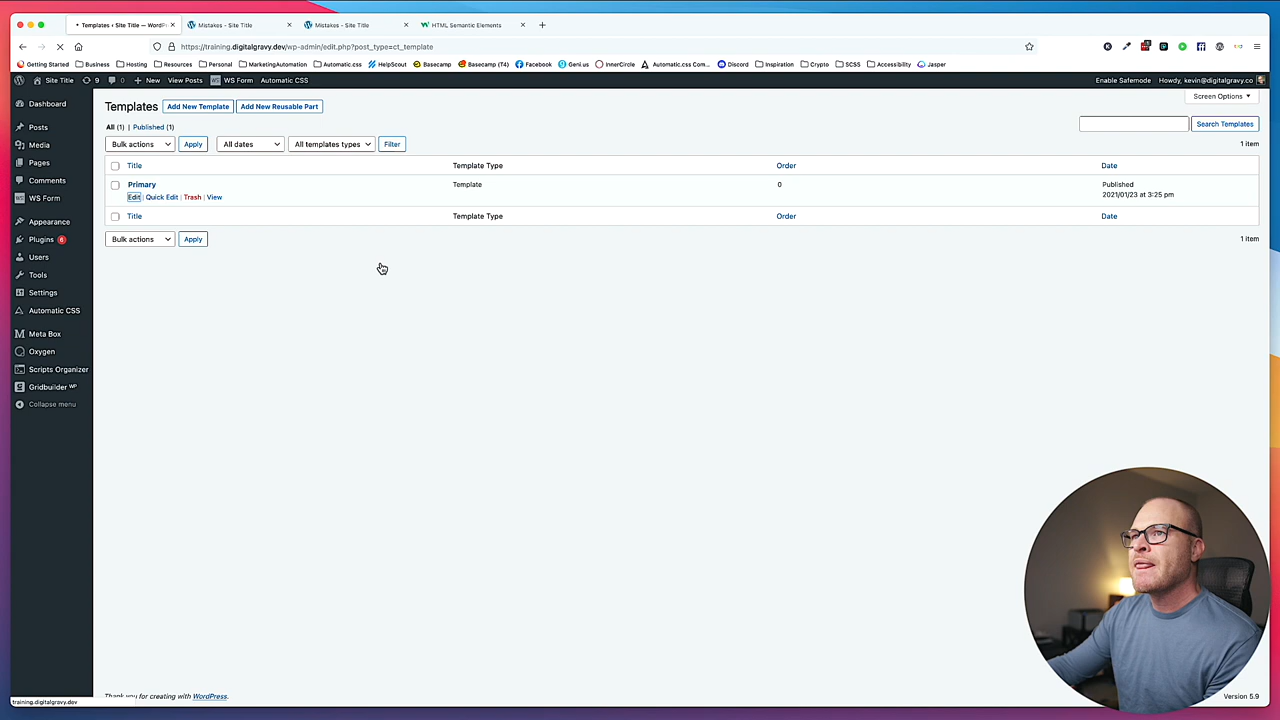 Templates ‹ Site Title — WordPr
Mistakes - Site Title
Mistakes - Site Title
HTML Semantic Elements
https://training.digitalgravy.dev/wp-admin/edit.php?post_type=ct_template
Getting Started
Business
Hosting
Resources
Personal
MarketingAutomation
Automatic.css
HelpScout
Basecamp
Basecamp (4T)
Facebook
Geni.us
InnerCircle
Automatic.css Com...
Discord
Inspiration
Crypto
SCSS
Accessibility
Jasper
Site Title
9
0
New
View Posts
WS Form
Automatic CSS
Enable Safemode
Howdy, kevin@digitalgravy.co
Dashboard
Posts
Media
Pages
Comments
WS Form
Appearance
Plugins 6
Users
Tools
Settings
Automatic CSS
Meta Box
Oxygen
Scripts Organizer
Gridbuilder WP
Collapse menu
Screen Options
Templates
Add New Template
Add New Reusable Part
All (1) | Published (1)
Search Templates
Bulk actions
Apply
All dates
All templates types
Filter
1 item
Title
Template Type
Order
Date
Primary
Template
0
Published
2021/01/23 at 3:25 pm
Edit | Quick Edit | Trash | View
Title
Template Type
Order
Date
Bulk actions
Apply
1 item
Thank you for creating with WordPress.
Version 5.9
training.digitalgravy.dev